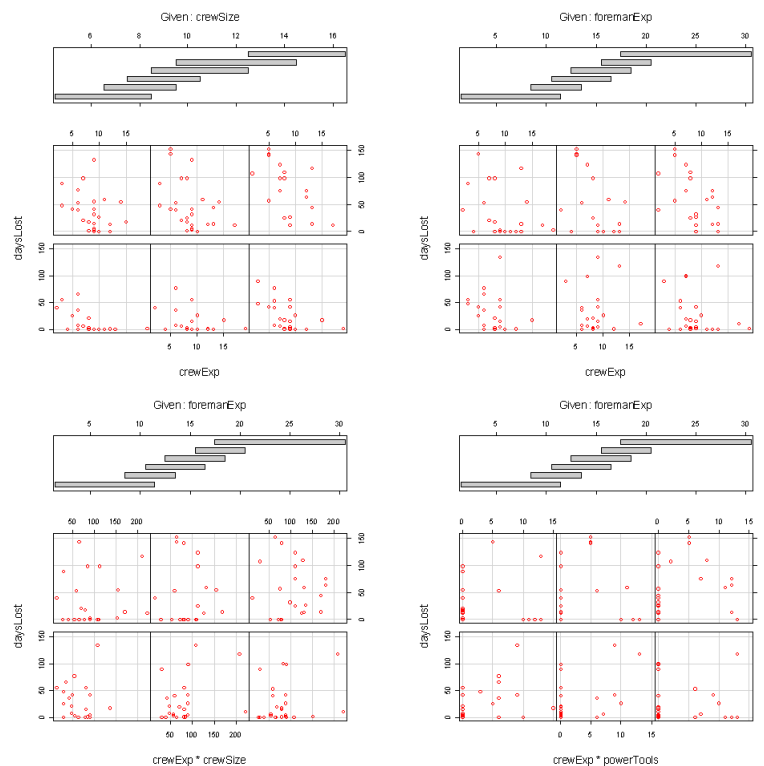 Given : crewSize
6 8 10 12 14 16
5 10 15 5 10 15
150 100 50 0
daysLost
150 100 50 0
5 10 15
crewExp
Given : foremanExp
5 10 15 20 25 30
5 10 15 5 10 15
150 100 50 0
daysLost
150 100 50 0
5 10 15
crewExp
Given : foremanExp
5 10 15 20 25 30
50 100 150 200 50 100 150 200
150 100 50 0
daysLost
150 100 50 0
50 100 150 200
crewExp * crewSize
Given : foremanExp
5 10 15 20 25 30
0 5 10 15 0 5 10 15
150 100 50 0
daysLost
150 100 50 0
0 5 10 15
crewExp * powerTools